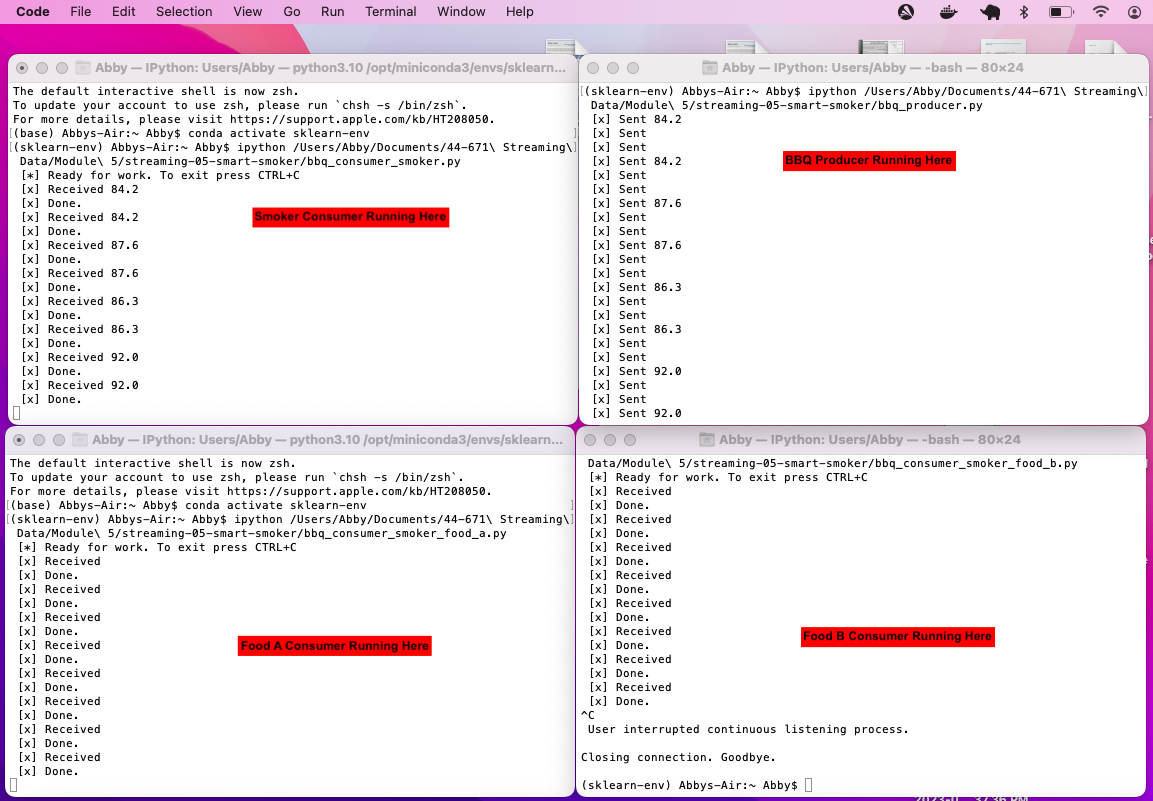 Code File Edit Selection View Go Run Terminal Window Help
Abby — IPython: Users/Abby — python3.10 /opt/miniconda3/envs/sklearn...
The default interactive shell is now zsh.
To update your account to use zsh, please run `chsh -s /bin/zsh`.
For more details, please visit https://support.apple.com/kb/HT208050.
[(base) Abbys-Air:~ Abby$ conda activate sklearn-env ]
[(sklearn-env) Abbys-Air:~ Abby$ ipython /Users/Abby/Documents/44-671\ Streaming\]
Data/Module\ 5/streaming-05-smart-smoker/bbq_consumer_smoker.py
[*] Ready for work. To exit press CTRL+C
[x] Received 84.2
[x] Done.
[x] Received 84.2
[x] Done.
[x] Received 87.6
[x] Done.
[x] Received 87.6
[x] Done.
[x] Received 86.3
[x] Done.
[x] Received 86.3
[x] Done.
[x] Received 92.0
[x] Done.
[x] Received 92.0
[x] Done.
Smoker Consumer Running Here
Abby — IPython: Users/Abby — -bash — 80×24
[(sklearn-env) Abbys-Air:~ Abby$ ipython /Users/Abby/Documents/44-671\ Streaming\]
Data/Module\ 5/streaming-05-smart-smoker/bbq_producer.py
[x] Sent 84.2
[x] Sent
[x] Sent
[x] Sent 84.2
[x] Sent
[x] Sent
[x] Sent 87.6
[x] Sent
[x] Sent
[x] Sent 87.6
[x] Sent
[x] Sent
[x] Sent 86.3
[x] Sent
[x] Sent
[x] Sent 86.3
[x] Sent
[x] Sent
[x] Sent 92.0
[x] Sent
[x] Sent
[x] Sent 92.0
BBQ Producer Running Here
Abby — IPython: Users/Abby — python3.10 /opt/miniconda3/envs/sklearn...
The default interactive shell is now zsh.
To update your account to use zsh, please run `chsh -s /bin/zsh`.
For more details, please visit https://support.apple.com/kb/HT208050.
[(base) Abbys-Air:~ Abby$ conda activate sklearn-env ]
[(sklearn-env) Abbys-Air:~ Abby$ ipython /Users/Abby/Documents/44-671\ Streaming\]
Data/Module\ 5/streaming-05-smart-smoker/bbq_consumer_smoker_food_a.py
[*] Ready for work. To exit press CTRL+C
[x] Received
[x] Done.
[x] Received
[x] Done.
[x] Received
[x] Done.
[x] Received
[x] Done.
[x] Received
[x] Done.
[x] Received
[x] Done.
[x] Received
[x] Done.
[x] Received
[x] Done.
Food A Consumer Running Here
Abby — IPython: Users/Abby — -bash — 80×24
Data/Module\ 5/streaming-05-smart-smoker/bbq_consumer_smoker_food_b.py
[*] Ready for work. To exit press CTRL+C
[x] Received
[x] Done.
[x] Received
[x] Done.
[x] Received
[x] Done.
[x] Received
[x] Done.
[x] Received
[x] Done.
[x] Received
[x] Done.
[x] Received
[x] Done.
[x] Received
[x] Done.
^C
User interrupted continuous listening process.
Closing connection. Goodbye.
(sklearn-env) Abbys-Air:~ Abby$
Food B Consumer Running Here